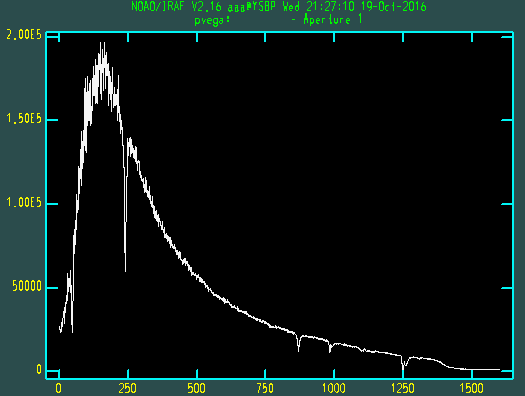 NOAO/IRAF V2.16 aaa@YSBP Wed 21:27:10 19-Oct-2016
pvega: - Aperture 1
2.00E5
1.50E5
1.00E5
50000
0
0 250 500 750 1000 1250 1500